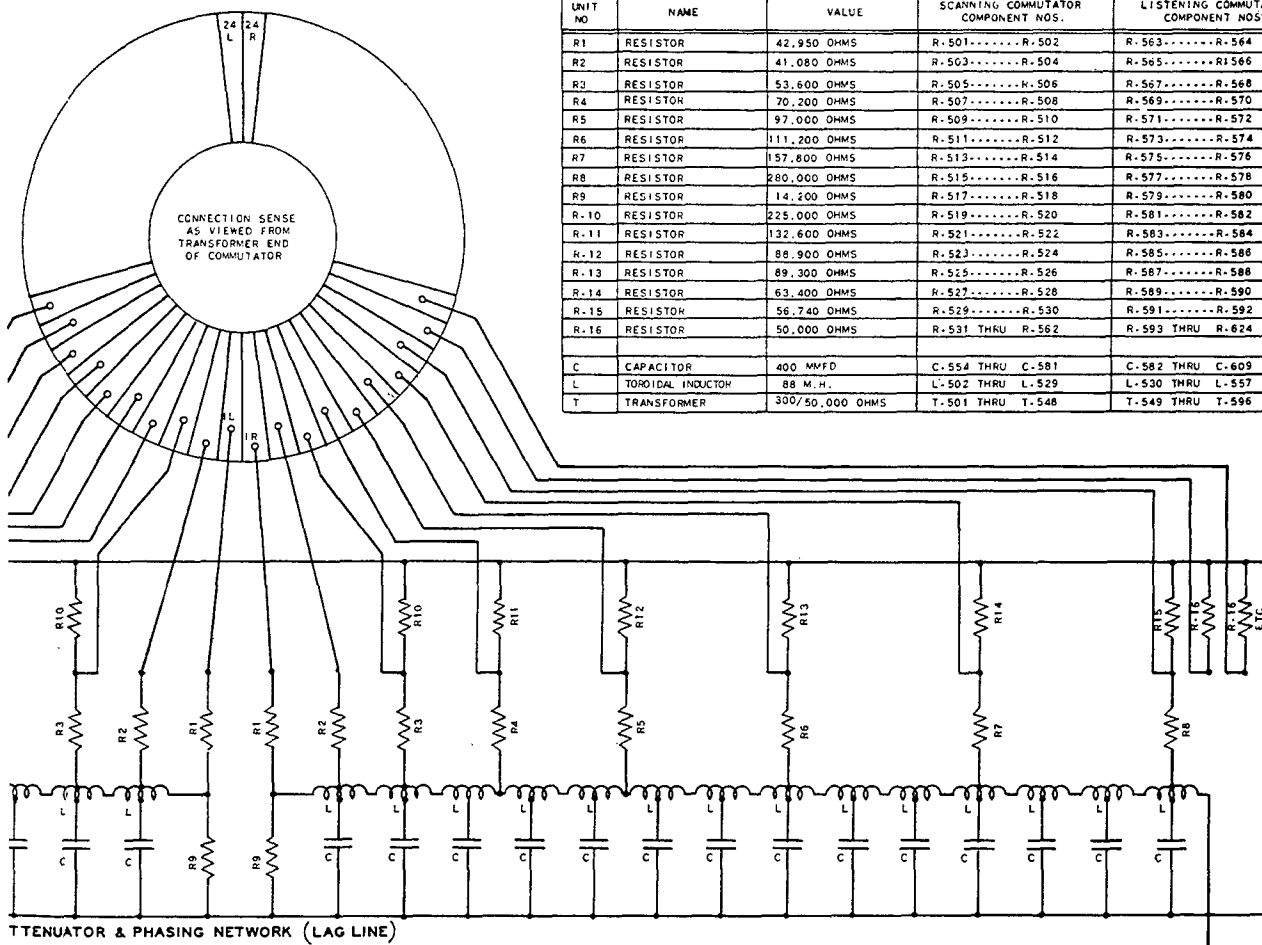 24 24
L R
CONNECTION SENSE
AS VIEWED FROM
TRANSFORMER END
OF COMMUTATOR
1L
1R
UNIT NO NAME VALUE SCANNING COMMUTATOR COMPONENT NOS. LISTENING COMMUTA COMPONENT NOS
R1 RESISTOR 42,950 OHMS R-501.......R-502 R-563.......R-564
R2 RESISTOR 41,080 OHMS R-503.......R-504 R-565.......R1566
R3 RESISTOR 53,600 OHMS R-505.......R-506 R-567.......R-568
R4 RESISTOR 70,200 OHMS R-507.......R-508 R-569.......R-570
R5 RESISTOR 97,000 OHMS R-509.......R-510 R-571.......R-572
R6 RESISTOR 111,200 OHMS R-511.......R-512 R-573.......R-574
R7 RESISTOR 157,800 OHMS R-513.......R-514 R-575.......R-576
R8 RESISTOR 280,000 OHMS R-515.......R-516 R-577.......R-578
R9 RESISTOR 14,200 OHMS R-517.......R-518 R-579.......R-580
R-10 RESISTOR 225,000 OHMS R-519.......R-520 R-581.......R-582
R-11 RESISTOR 132,600 OHMS R-521.......R-522 R-583.......R-584
R-12 RESISTOR 88,900 OHMS R-523.......R-524 R-585.......R-586
R-13 RESISTOR 89,300 OHMS R-525.......R-526 R-587.......R-588
R-14 RESISTOR 63,400 OHMS R-527.......R-528 R-589.......R-590
R-15 RESISTOR 56,740 OHMS R-529.......R-530 R-591.......R-592
R-16 RESISTOR 50,000 OHMS R-531 THRU R-562 R-593 THRU R-624
C CAPACITOR 400 MMFD C-554 THRU C-581 C-582 THRU C-609
L TOROIDAL INDUCTOR 88 M.H. L-502 THRU L-529 L-530 THRU L-557
T TRANSFORMER 300/50,000 OHMS T-501 THRU T-548 T-549 THRU T-596
R10 R10 R11 R12 R13 R14 R15 R-16 R-16 ETC
R3 R2 R1 R1 R2 R3 R4 R5 R6 R7 R8
L L L L L L L L L L L L L L L L
C C R9 R9 C C C C C C C C C C C C C C
TTENUATOR & PHASING NETWORK (LAG LINE)